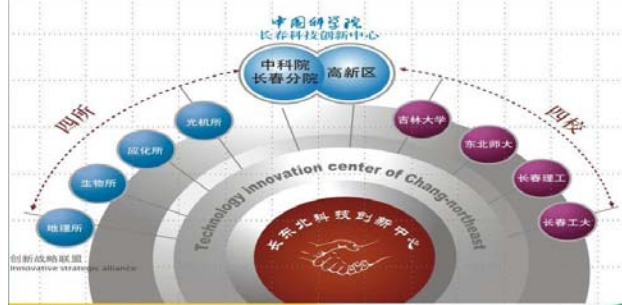 中国科学院
长春科技创新中心
中科院
长春分院
高新区
四所
光机所
应化所
生物所
地理所
四校
吉林大学
东北师大
长春理工
长春工大
Technology innovation center of Chang-northeast
长东北科技创新中心
创新战略联盟
Innovative strategic alliance